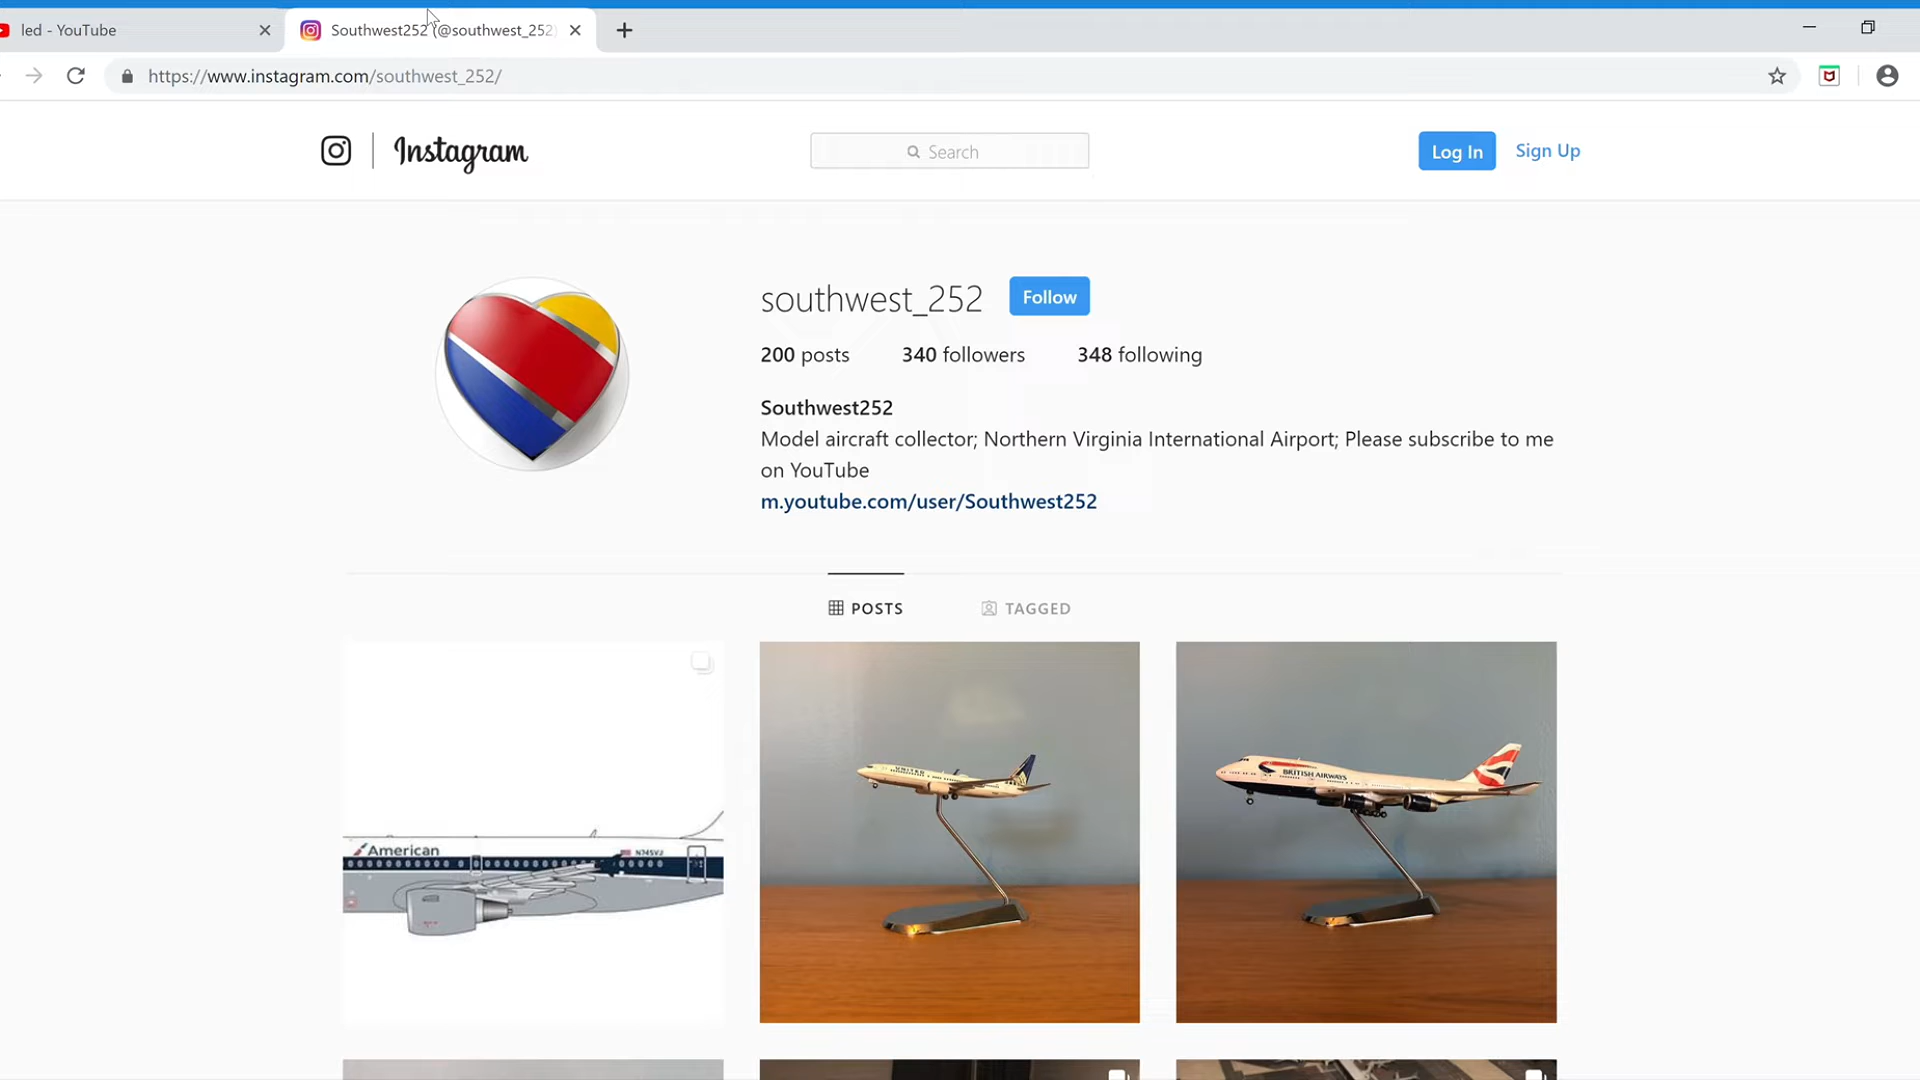 led - YouTube
Southwest252 (@southwest_252)
https://www.instagram.com/southwest_252/
Instagram
Search
Log In
Sign Up
southwest_252
Follow
200 posts
340 followers
348 following
Southwest252
Model aircraft collector; Northern Virginia International Airport; Please subscribe to me
on YouTube
m.youtube.com/user/Southwest252
POSTS
TAGGED
American
N745VJ
UNITED
BRITISH AIRWAYS